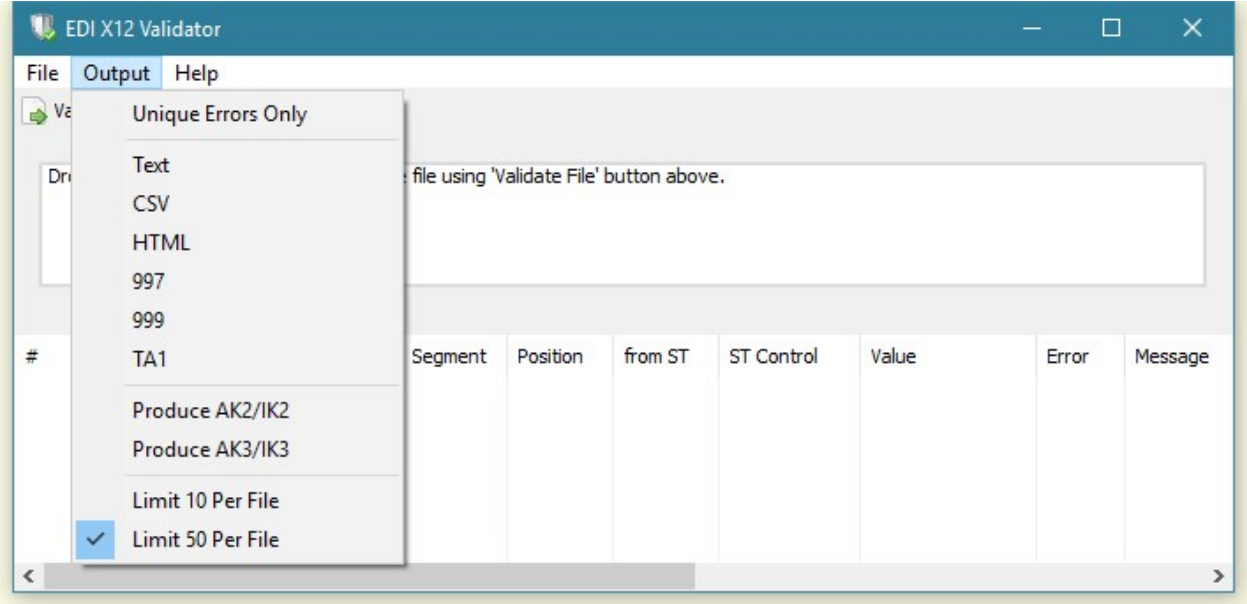 EDI X12 Validator
File Output Help
Va
Unique Errors Only
Text
CSV
HTML
997
999
TA1
Produce AK2/IK2
Produce AK3/IK3
Limit 10 Per File
Limit 50 Per File
file using 'Validate File' button above.
# Segment Position from ST ST Control Value Error Message